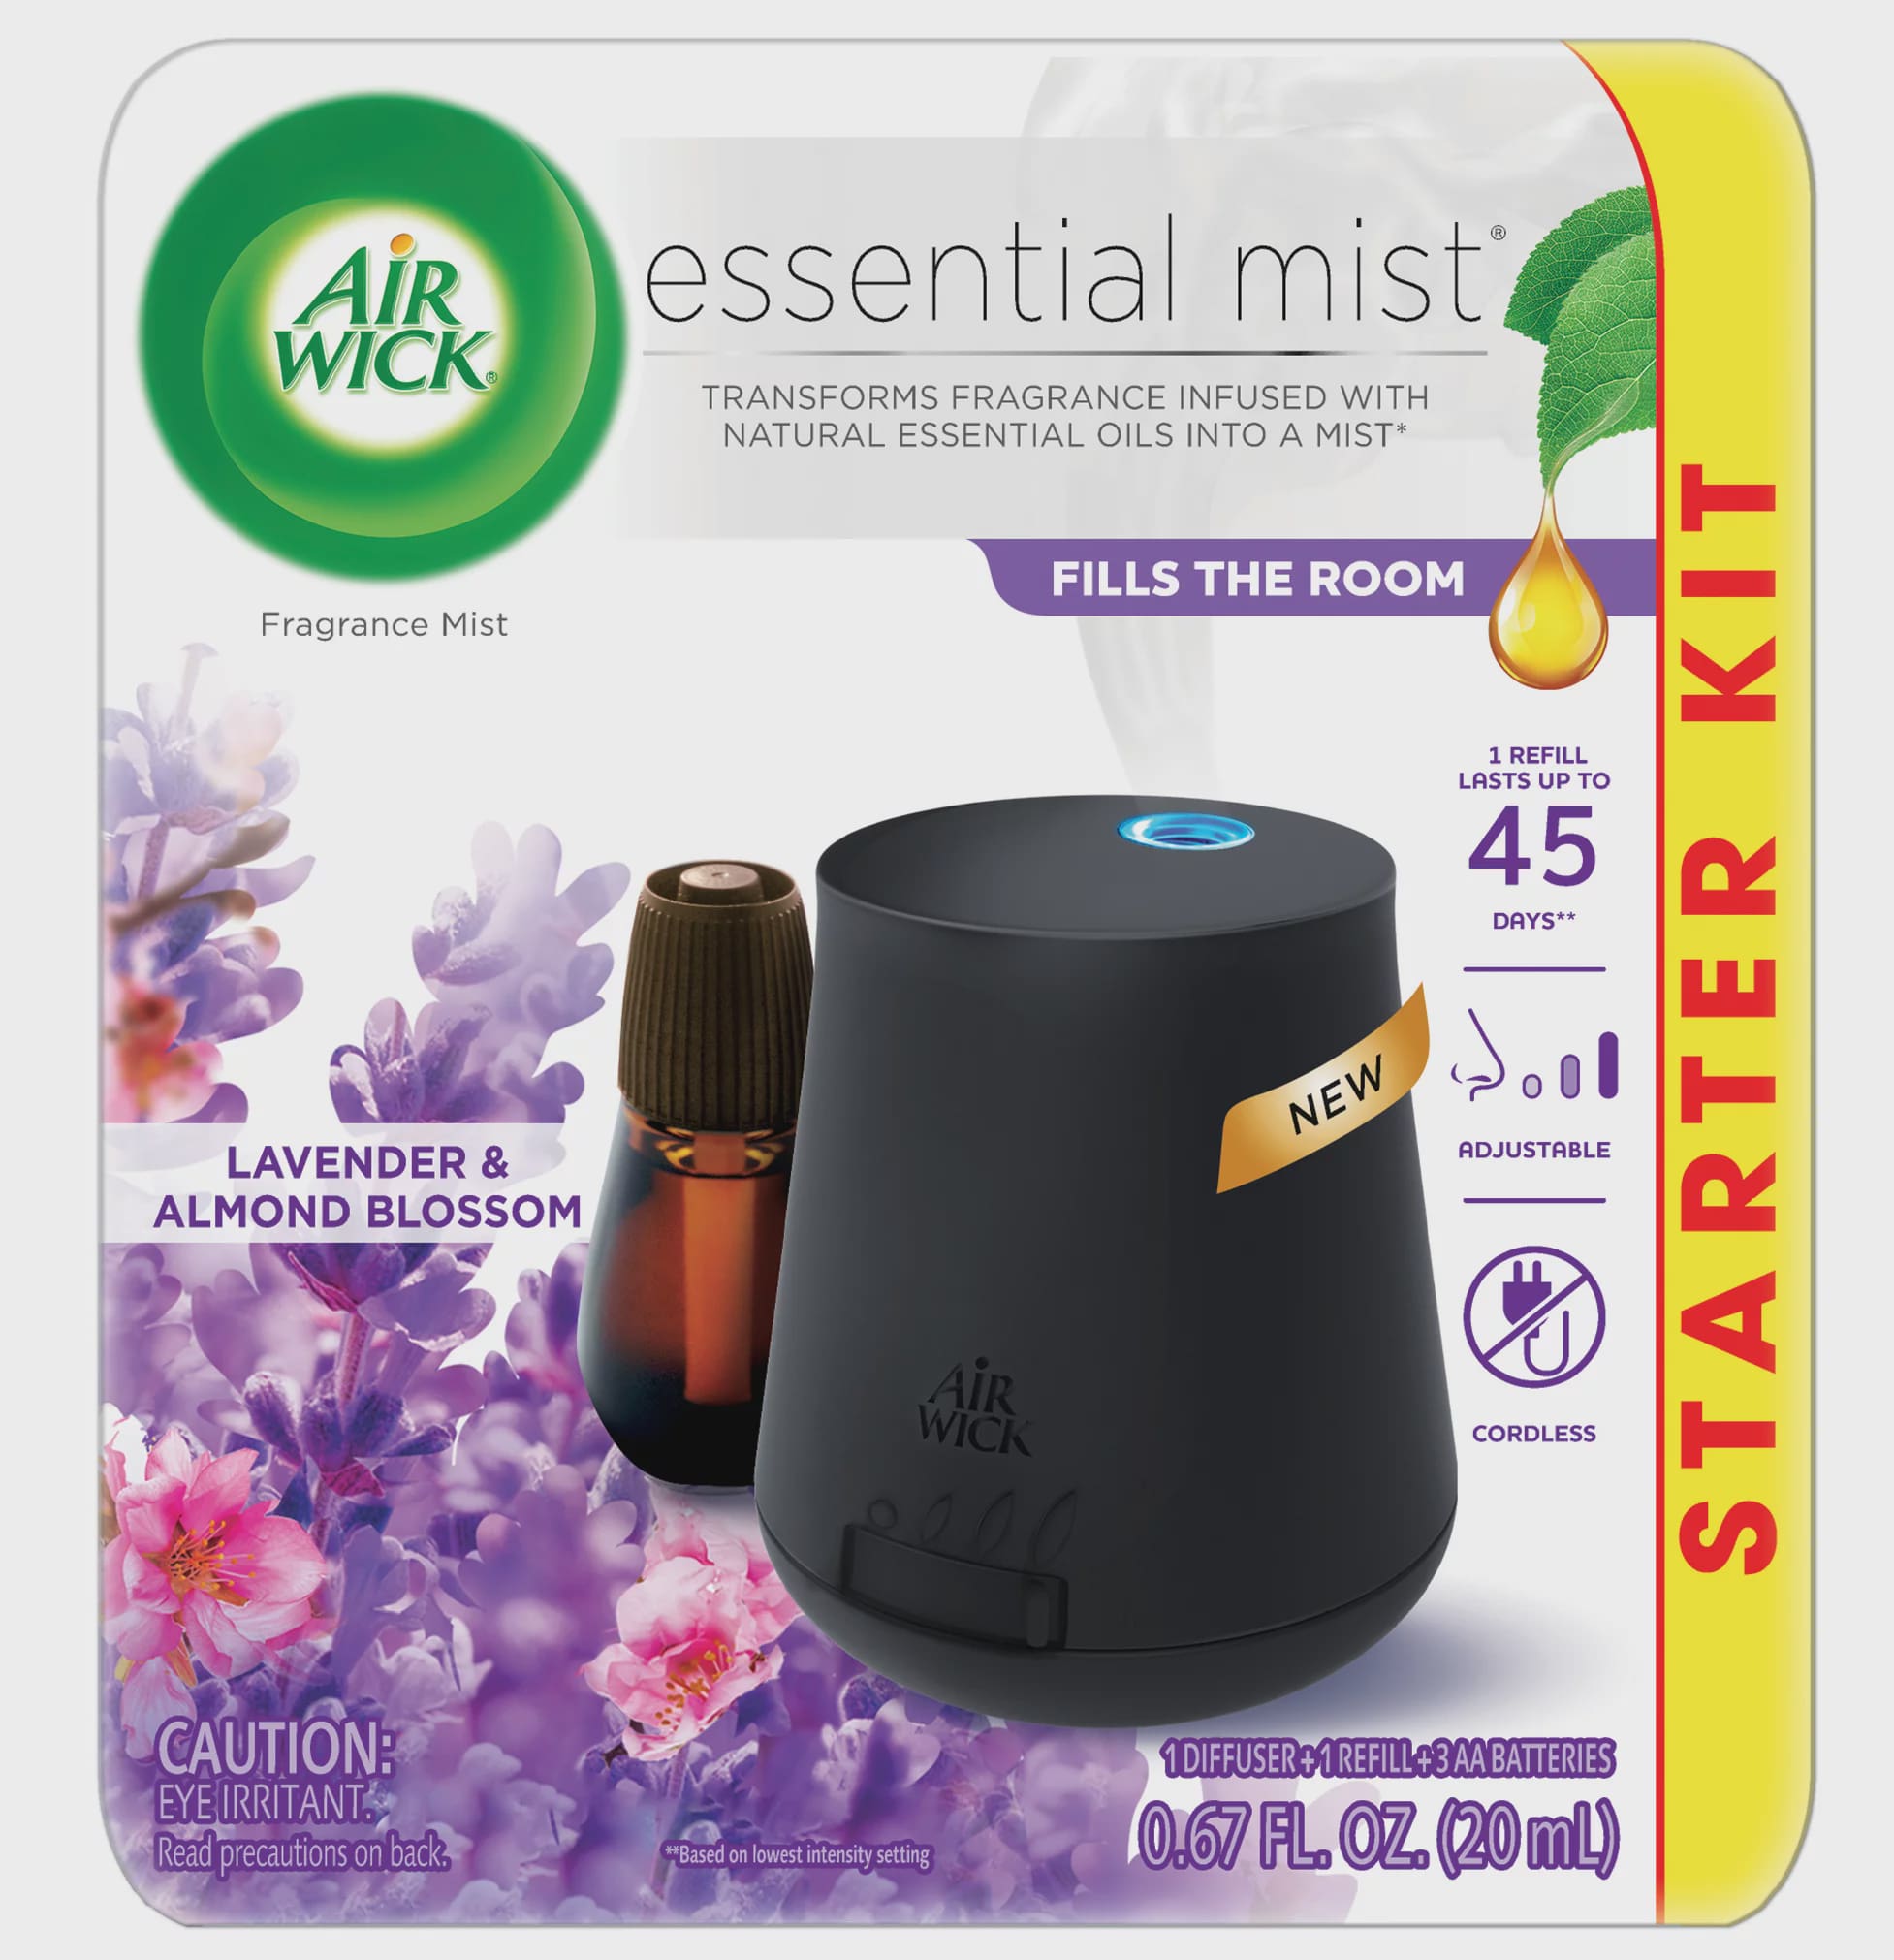 AIR
WICK®
essential mist®
TRANSFORMS FRAGRANCE INFUSED WITH
NATURAL ESSENTIAL OILS INTO A MIST*
FILLS THE ROOM
Fragrance Mist
1 REFILL
LASTS UP TO
45
DAYS**
NEW
ADJUSTABLE
LAVENDER &
ALMOND BLOSSOM
CORDLESS
AIR
WICK
STARTER KIT
CAUTION:
EYE IRRITANT.
Read precautions on back.
**Based on lowest intensity setting
1 DIFFUSER + 1 REFILL + 3 AA BATTERIES
0.67 FL. OZ. (20 mL)